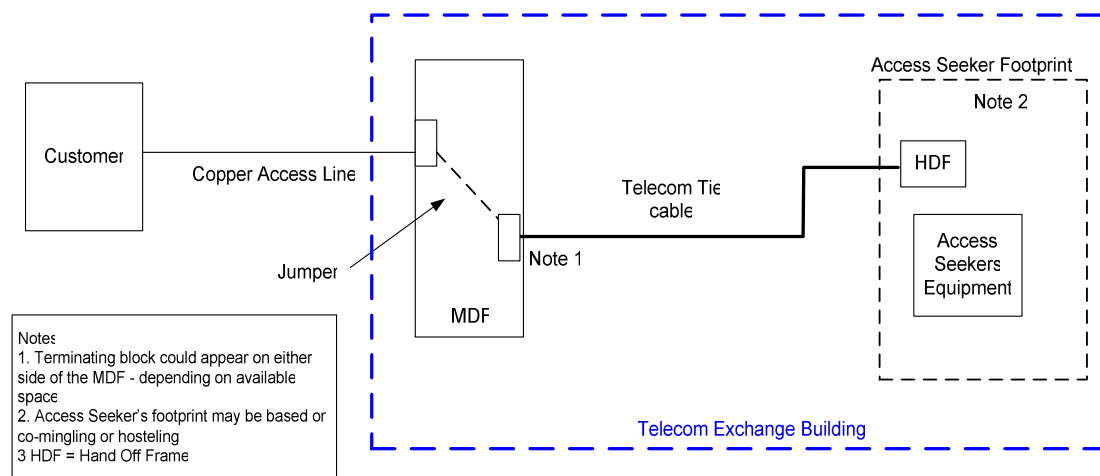 Access Seeker Footprint
Note 2
Customer
Copper Access Line
HDF
Telecom Tie
cable
Access
Seekers
Equipment
Note 1
Jumper
MDF
Notes
1. Terminating block could appear on either
side of the MDF - depending on available
space
2. Access Seeker's footprint may be based or
co-mingling or hosteling
3 HDF = Hand Off Frame
Telecom Exchange Building